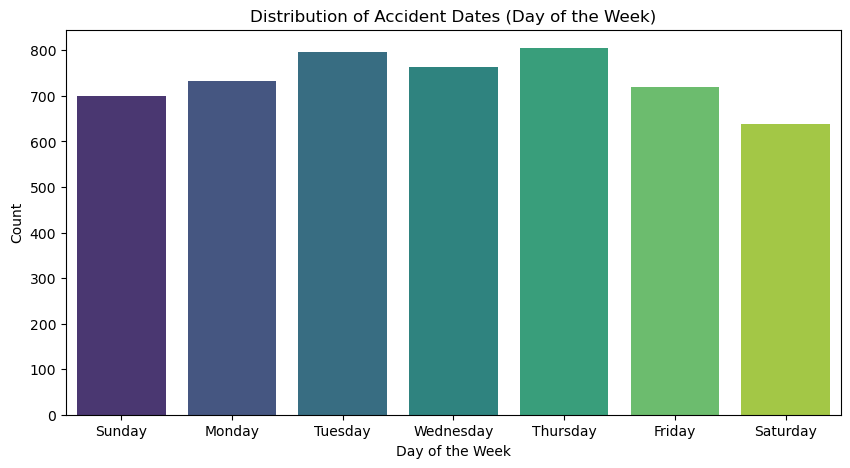 Distribution of Accident Dates (Day of the Week)
Count
800
700
600
500
400
300
200
100
0
Sunday Monday Tuesday Wednesday Thursday Friday Saturday
Day of the Week